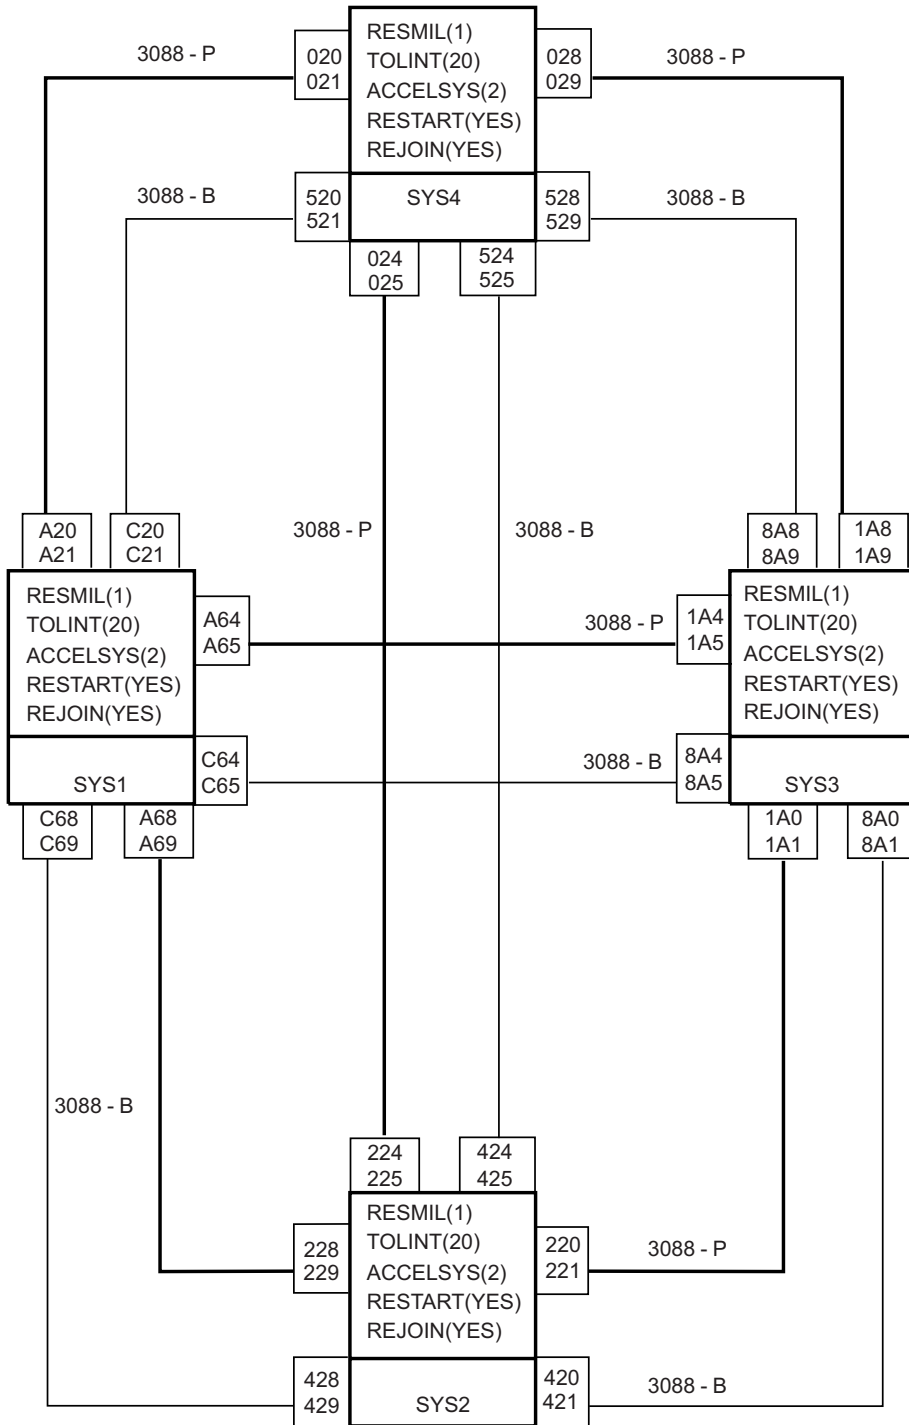 RESMIL(1)
TOLINT(20)
ACCELSYS(2)
RESTART(YES)
REJOIN(YES)
SYS4
3088 - P
020
021
028
029
3088 - P
3088 - B
520
521
528
529
3088 - B
024
025
524
525
3088 - P
3088 - B
A20
A21
C20
C21
8A8
8A9
1A8
1A9
RESMIL(1)
TOLINT(20)
ACCELSYS(2)
RESTART(YES)
REJOIN(YES)
SYS1
A64
A65
3088 - P
1A4
1A5
RESMIL(1)
TOLINT(20)
ACCELSYS(2)
RESTART(YES)
REJOIN(YES)
SYS3
C64
C65
3088 - B
8A4
8A5
C68
C69
A68
A69
1A0
1A1
8A0
8A1
3088 - B
224
225
424
425
RESMIL(1)
TOLINT(20)
ACCELSYS(2)
RESTART(YES)
REJOIN(YES)
SYS2
228
229
220
221
3088 - P
428
429
420
421
3088 - B